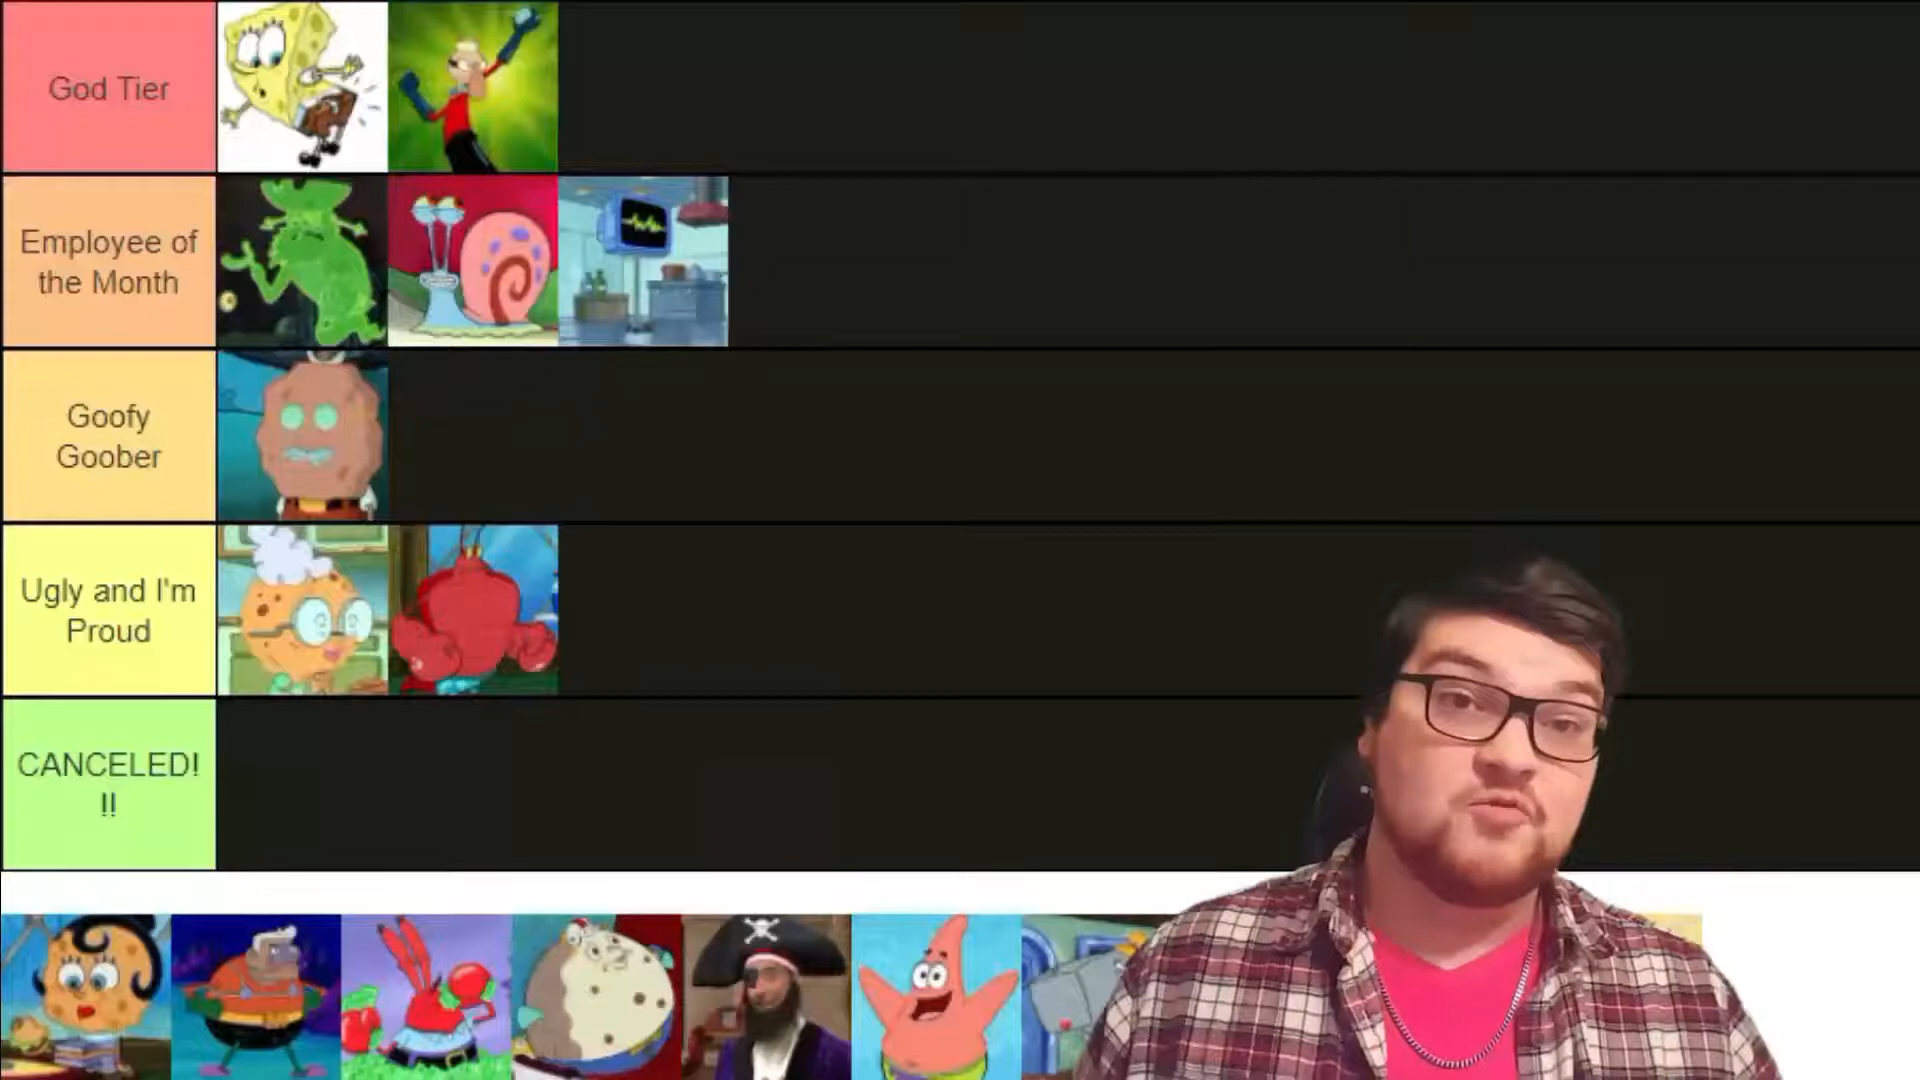 God Tier
Employee of
the Month
Goofy
Goober
Ugly and I'm
Proud
CANCELED!
!!